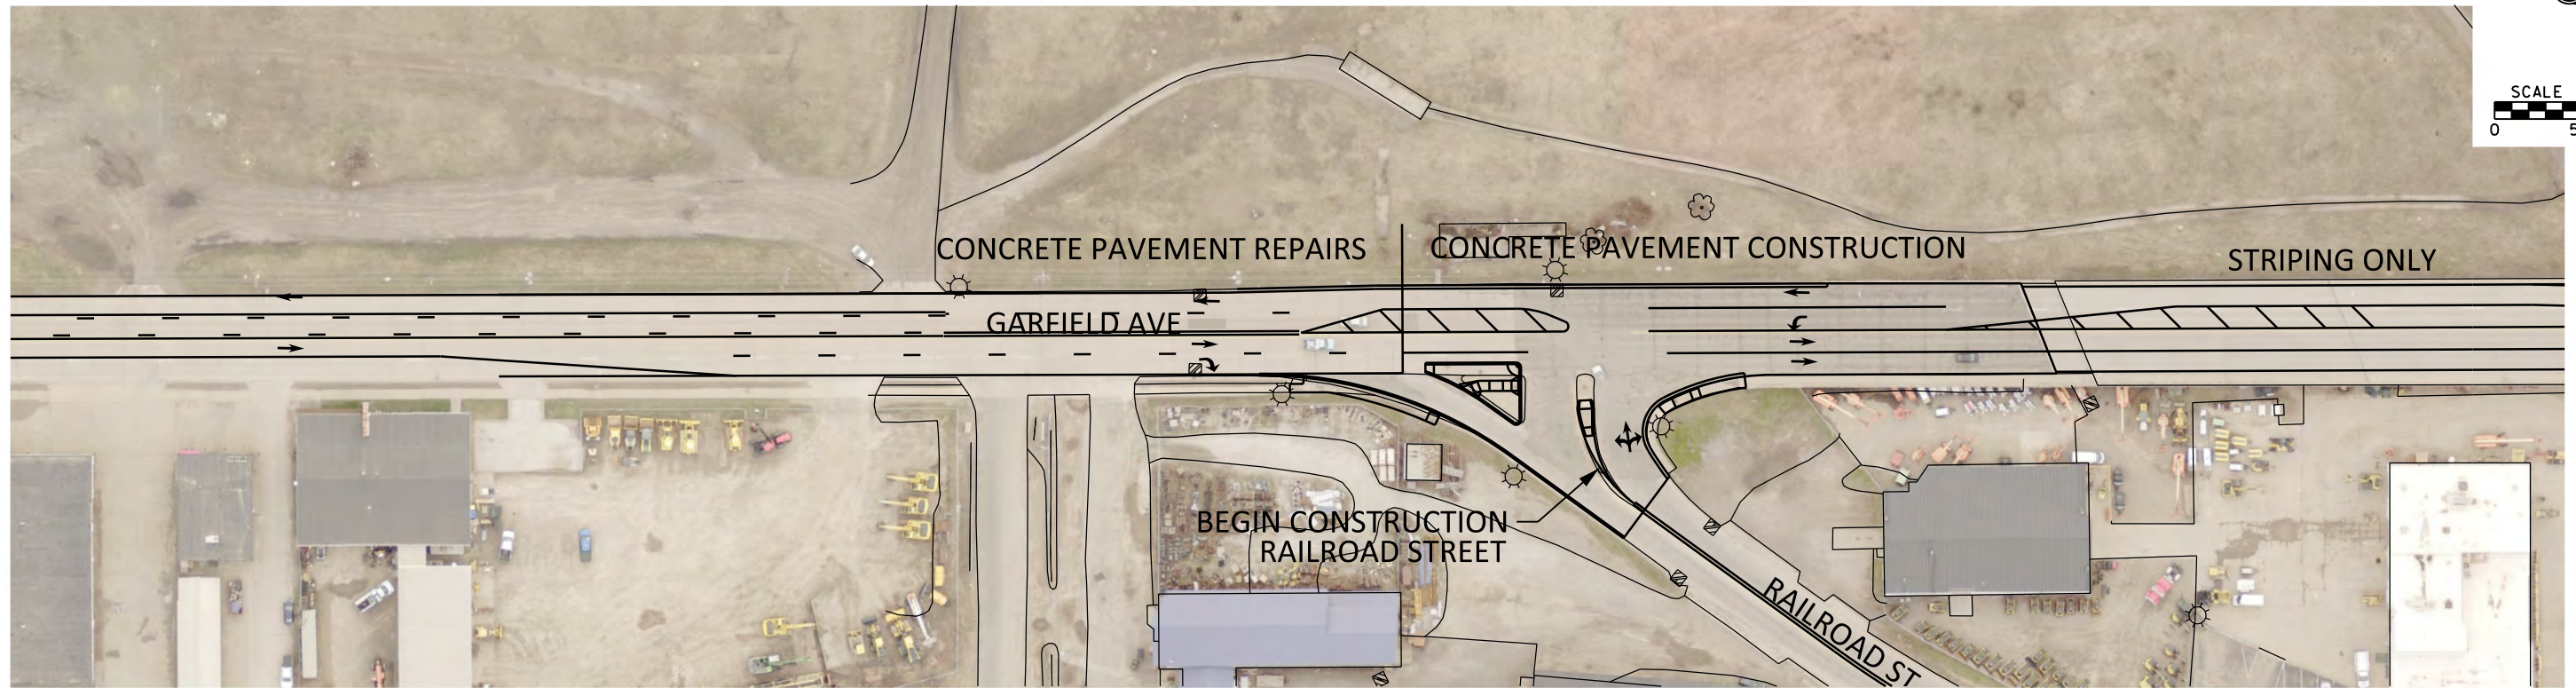 SCALE
0 5
CONCRETE PAVEMENT REPAIRS
CONCRETE PAVEMENT CONSTRUCTION
STRIPING ONLY
GARFIELD AVE
BEGIN CONSTRUCTION
RAILROAD STREET
RAILROAD ST